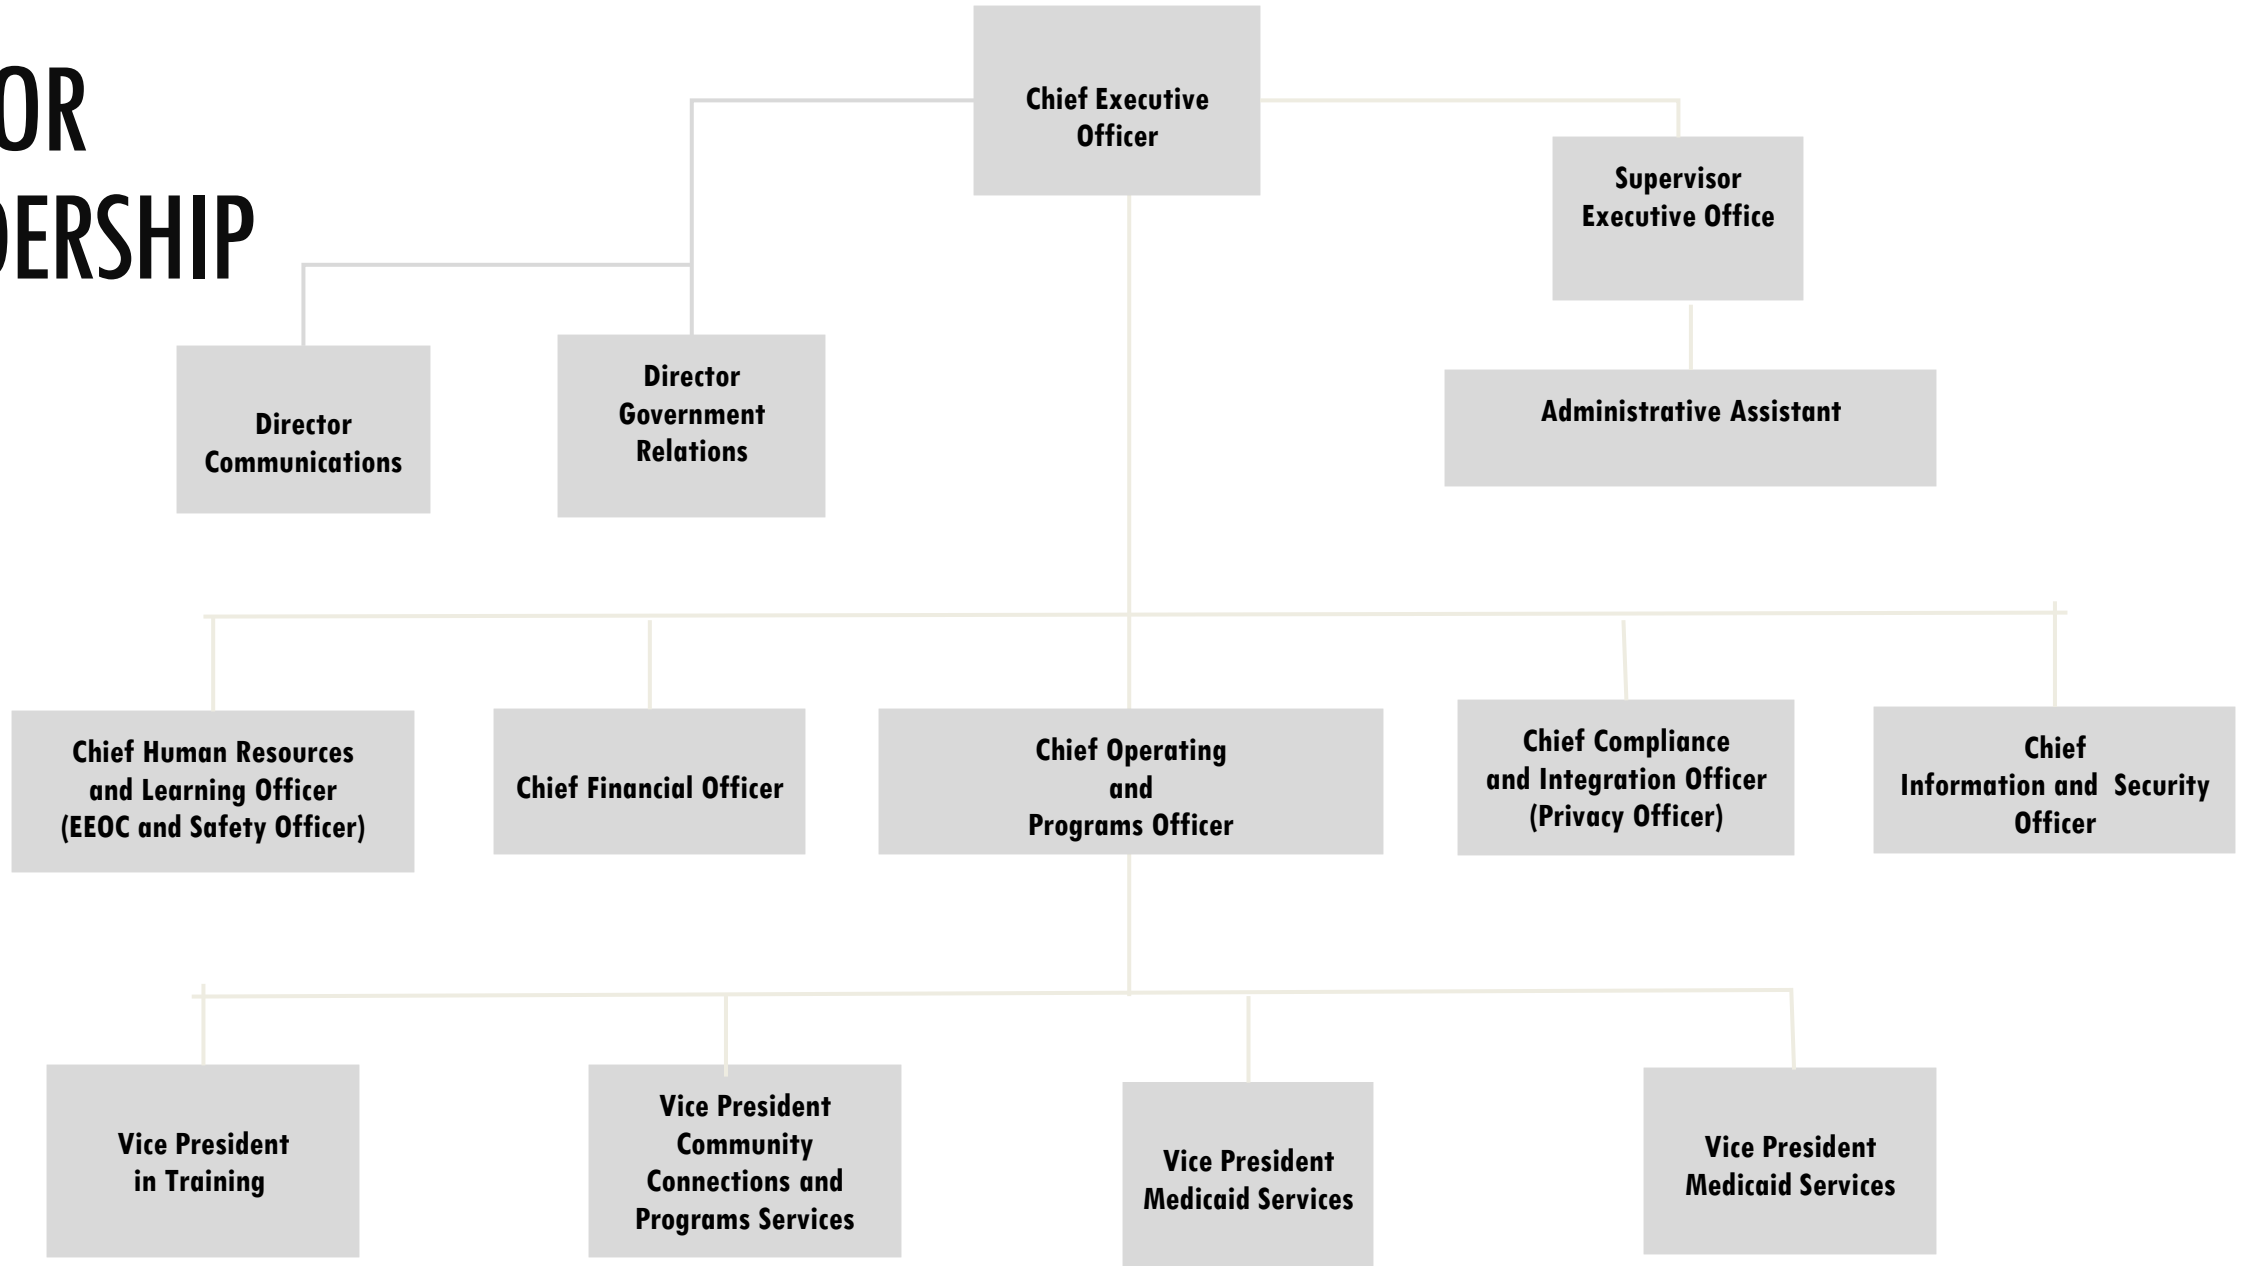 OR
DERSHIP
Chief Executive
Officer
Supervisor
Executive Office
Director
Communications
Director
Government
Relations
Administrative Assistant
Chief Human Resources
and Learning Officer
(EEOC and Safety Officer)
Chief Financial Officer
Chief Operating
and
Programs Officer
Chief Compliance
and Integration Officer
(Privacy Officer)
Chief
Information and  Security
Officer
Vice President
in Training
Vice President
Community
Connections and
Programs Services
Vice President
Medicaid Services
Vice President
Medicaid Services